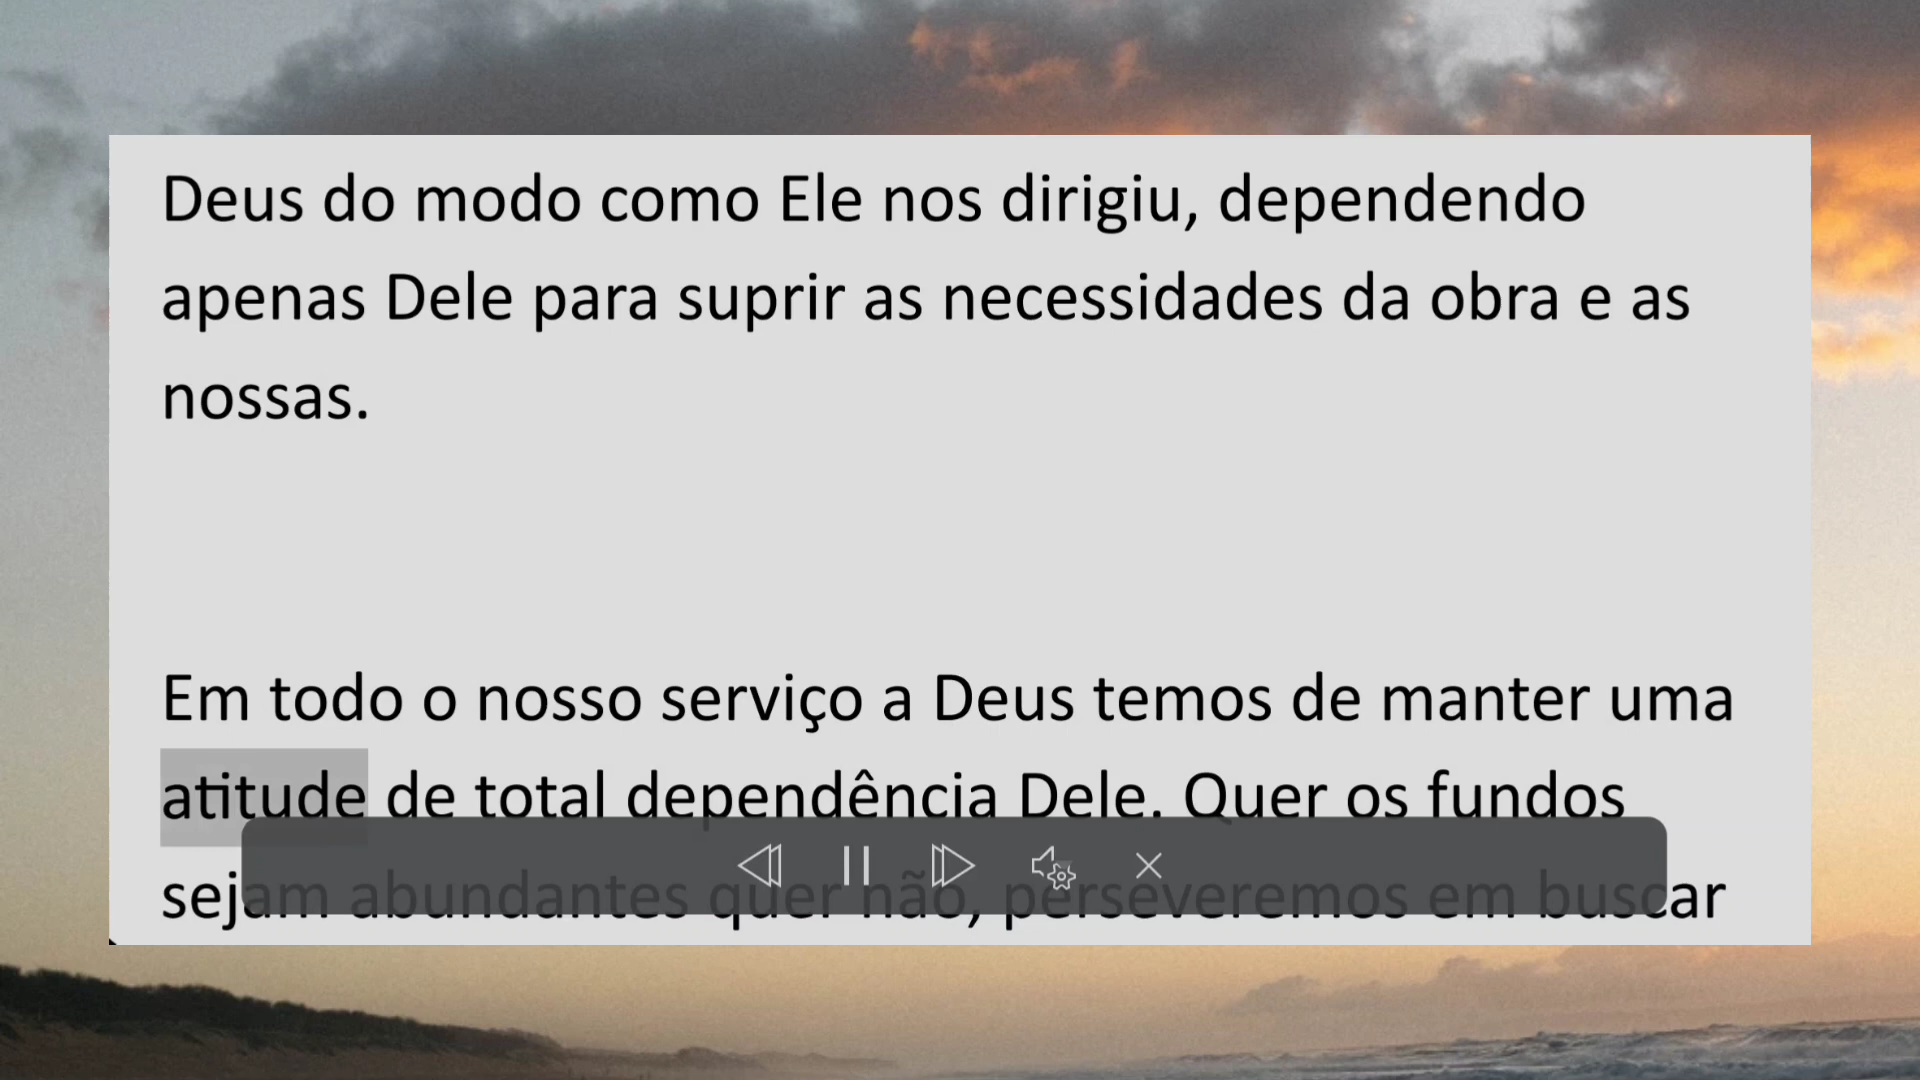 Deus do modo como Ele nos dirigiu, dependendo
apenas Dele para suprir as necessidades da obra e as
nossas.
Em todo o nosso serviço a Deus temos de manter uma
atitude de total dependência Dele. Quer os fundos
sejam abundantes quer não, perseveremos em buscar